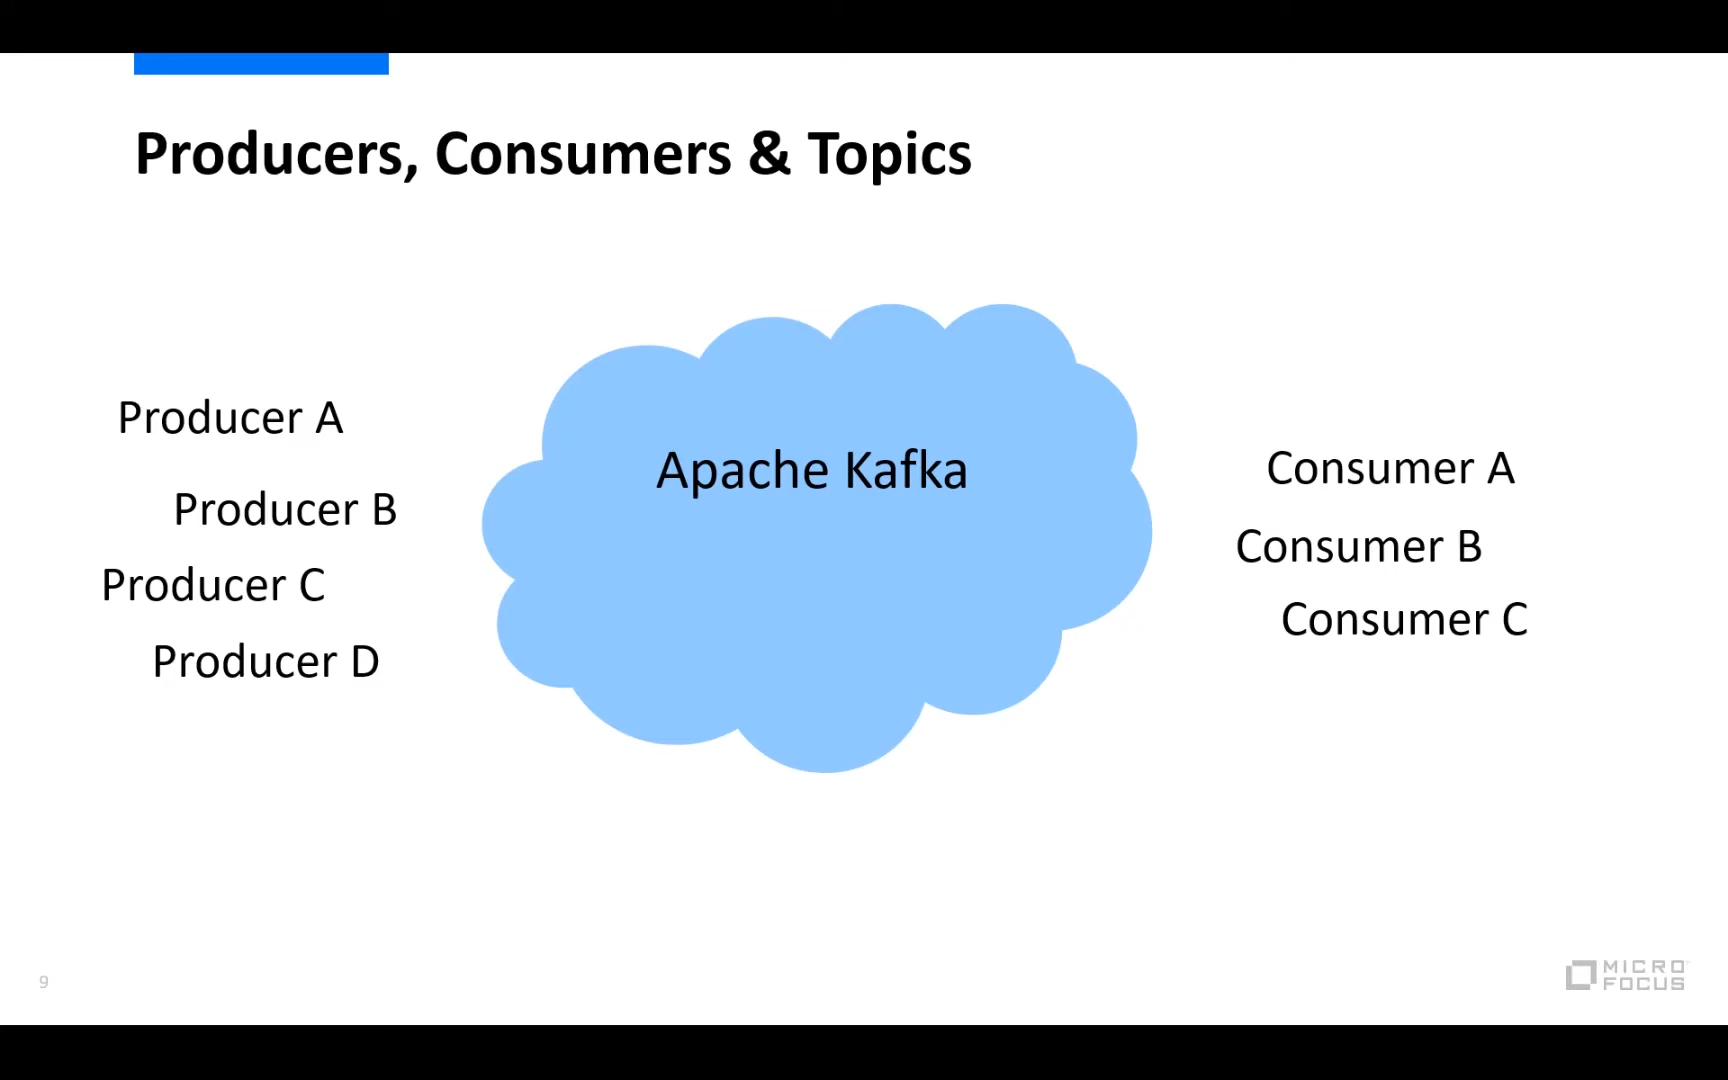 Producers, Consumers & Topics
Producer A
Producer B
Producer C
Producer D
Apache Kafka
Consumer A
Consumer B
Consumer C
9
MICRO
FOCUS